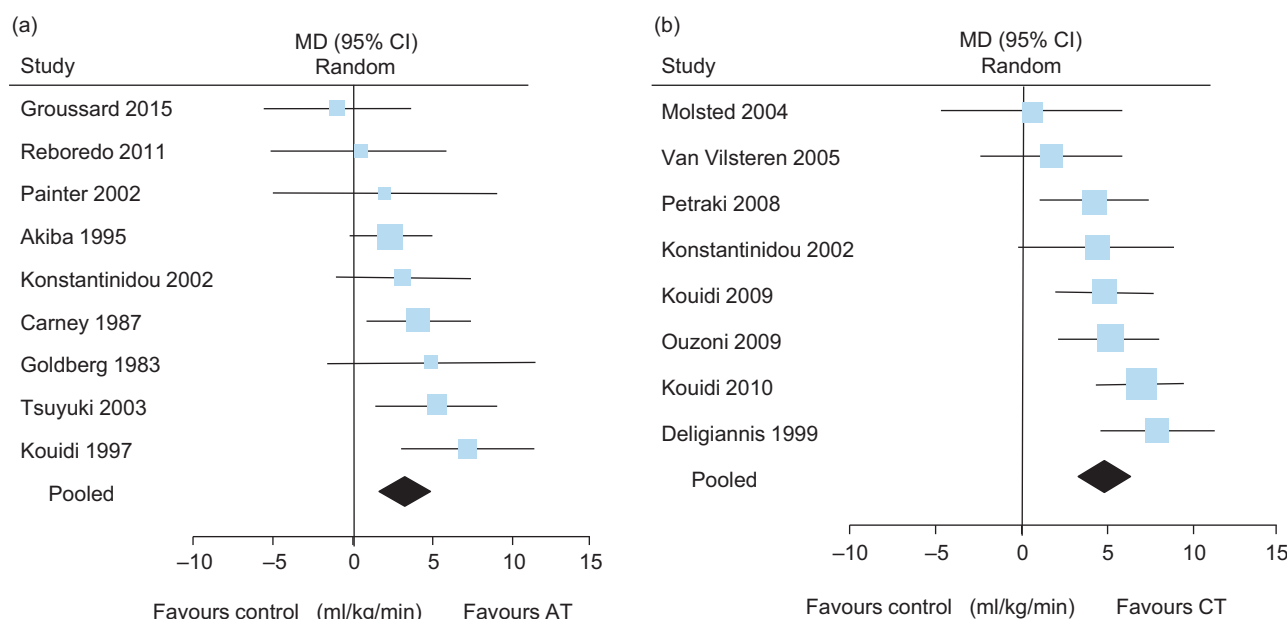 (a)
MD (95% CI)
Study Random
Groussard 2015
Reboredo 2011
Painter 2002
Akiba 1995
Konstantinidou 2002
Carney 1987
Goldberg 1983
Tsuyuki 2003
Kouidi 1997
Pooled
–10 –5 0 5 10 15
Favours control (ml/kg/min) Favours AT
(b)
MD (95% CI)
Study Random
Molsted 2004
Van Vilsteren 2005
Petraki 2008
Konstantinidou 2002
Kouidi 2009
Ouzoni 2009
Kouidi 2010
Deligiannis 1999
Pooled
–10 –5 0 5 10 15
Favours control (ml/kg/min) Favours CT